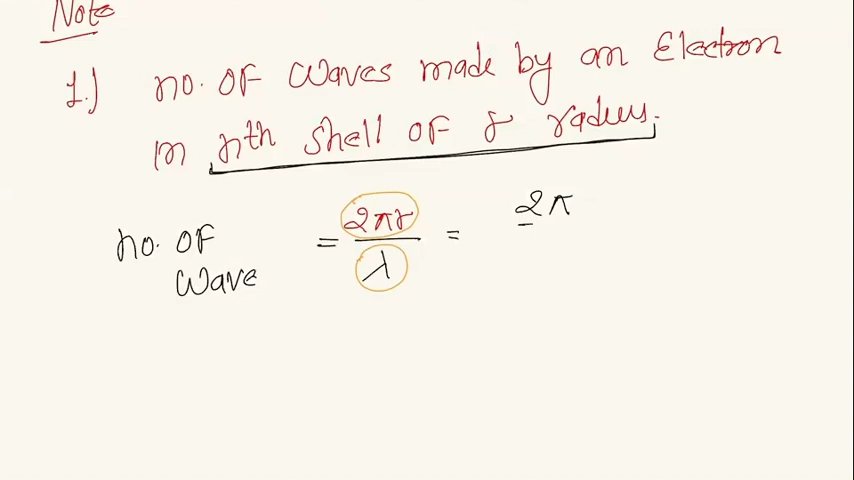 Note
1.) no. of waves made by an Electron
in nth shell of r radius.
no. of wave = 2πr / λ = 2π